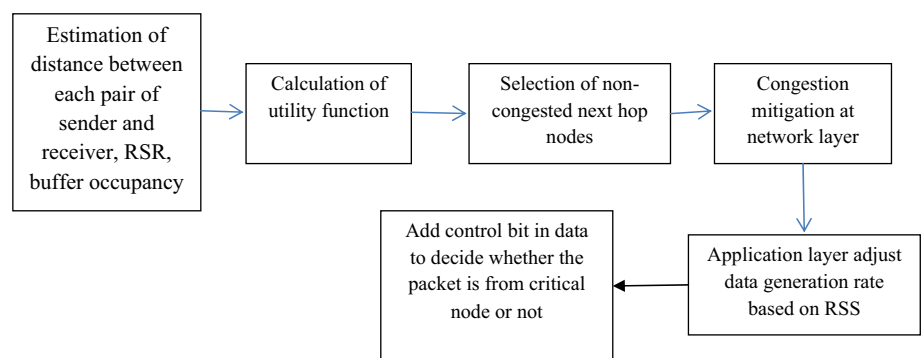 Estimation of
distance between
each pair of
sender and
receiver, RSR,
buffer occupancy
Calculation of
utility function
Selection of non-
congested next hop
nodes
Congestion
mitigation at
network layer
Application layer adjust
data generation rate
based on RSS
Add control bit in data
to decide whether the
packet is from critical
node or not